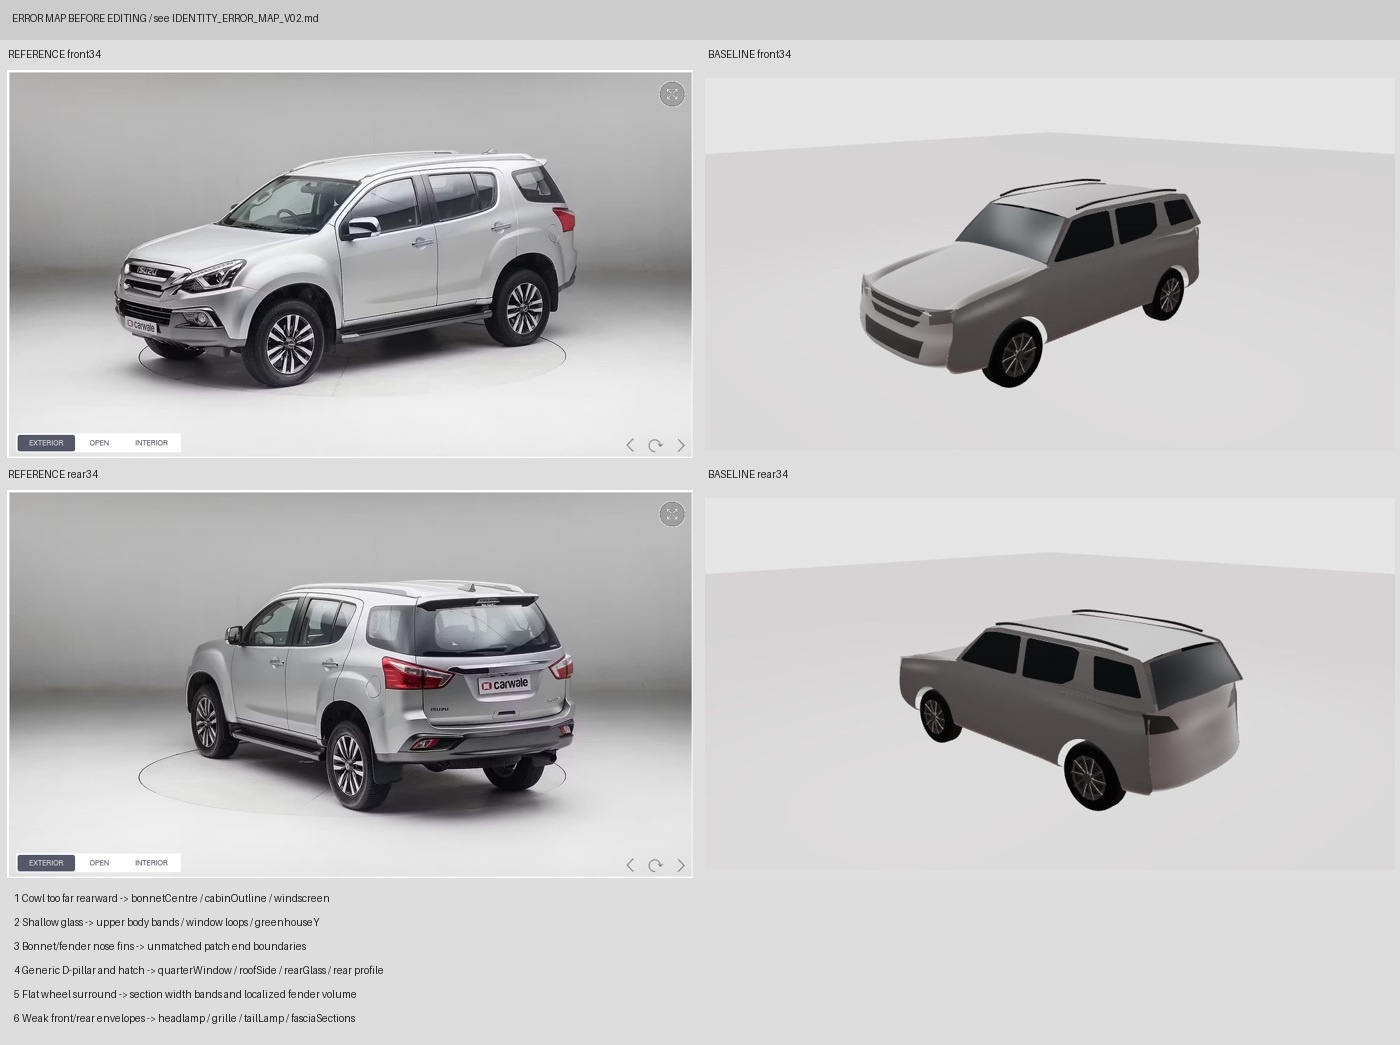 ERROR MAP BEFORE EDITING / see IDENTITY_ERROR_MAP_V02.md
REFERENCE front34
BASELINE front34
ISUZU
carwale
EXTERIOR OPEN INTERIOR
REFERENCE rear34
BASELINE rear34
carwale
ISUZU
EXTERIOR OPEN INTERIOR
1 Cowl too far rearward -> bonnetCentre / cabinOutline / windscreen
2 Shallow glass -> upper body bands / window loops / greenhouseY
3 Bonnet/fender nose fins -> unmatched patch end boundaries
4 Generic D-pillar and hatch -> quarterWindow / roofSide / rearGlass / rear profile
5 Flat wheel surround -> section width bands and localized fender volume
6 Weak front/rear envelopes -> headlamp / grille / tailLamp / fasciaSections